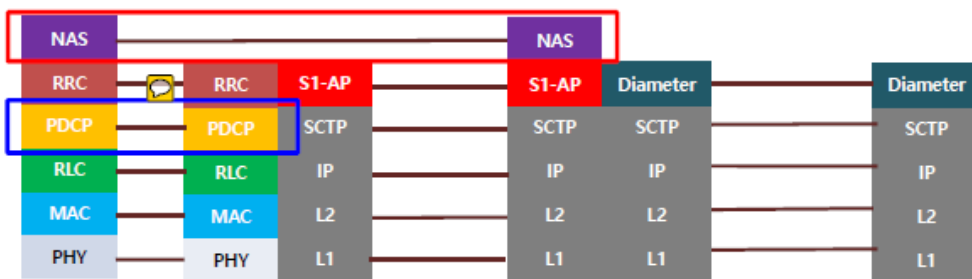 NAS NAS
RRC RRC S1-AP S1-AP Diameter Diameter
PDCP PDCP SCTP SCTP SCTP SCTP
RLC RLC IP IP IP IP
MAC MAC L2 L2 L2 L2
PHY PHY L1 L1 L1 L1